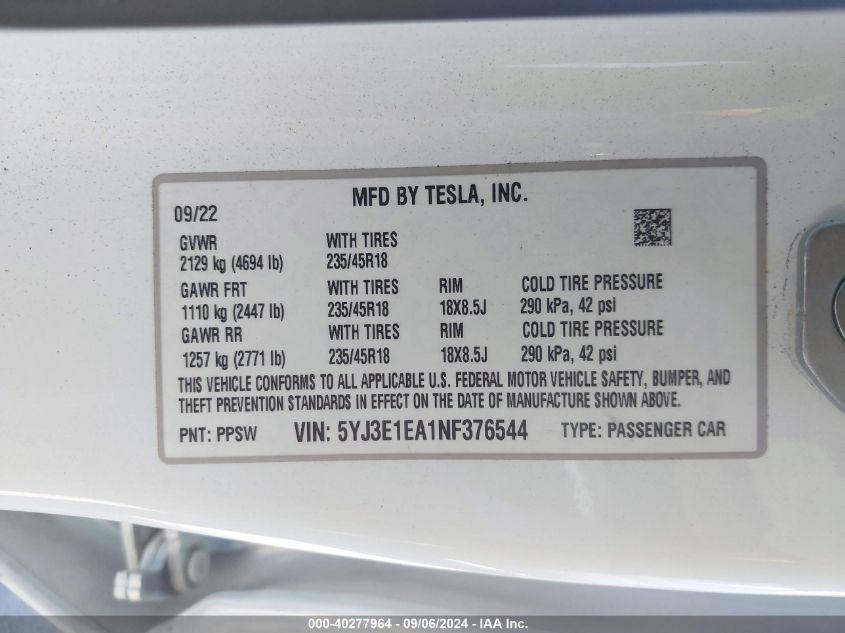 MFD BY TESLA, INC.
09/22
GVWR WITH TIRES
2129 kg (4694 lb) 235/45R18
GAWR FRT WITH TIRES RIM COLD TIRE PRESSURE
1110 kg (2447 lb) 235/45R18 18X8.5J 290 kPa, 42 psi
GAWR RR WITH TIRES RIM COLD TIRE PRESSURE
1257 kg (2771 lb) 235/45R18 18X8.5J 290 kPa, 42 psi
THIS VEHICLE CONFORMS TO ALL APPLICABLE U.S. FEDERAL MOTOR VEHICLE SAFETY, BUMPER, AND
THEFT PREVENTION STANDARDS IN EFFECT ON THE DATE OF MANUFACTURE SHOWN ABOVE.
PNT: PPSW VIN: 5YJ3E1EA1NF376544 TYPE: PASSENGER CAR
000-40277964 - 09/06/2024 - IAA Inc.